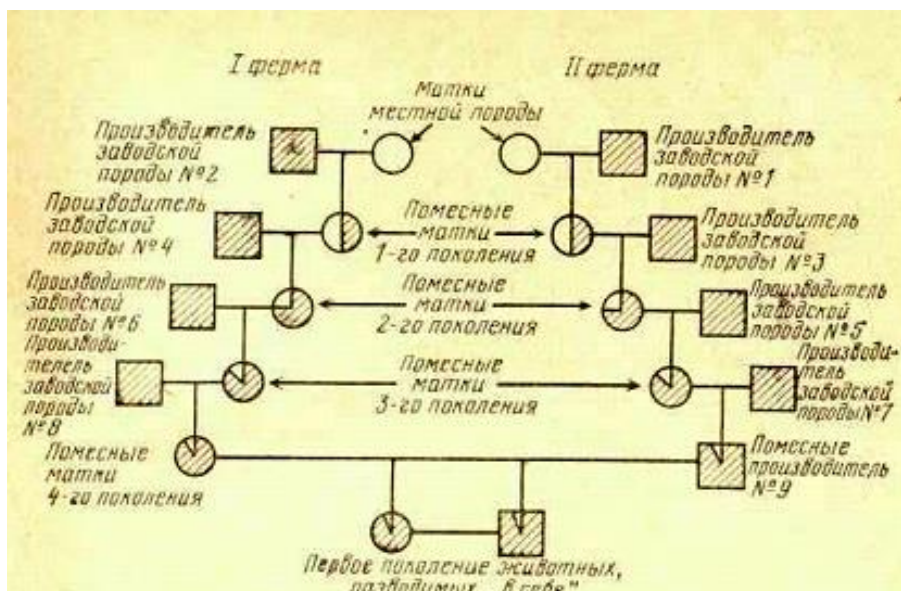 I ферма
II ферма
Матки
местной породы
Производитель
заводской
породы №2
Производитель
заводской
породы №1
Производитель
заводской
породы №4
Помесные
матки
1-го поколения
Производитель
заводской
породы №3
Производитель
заводской
породы №6
Помесные
матки
2-го поколения
Производитель
заводской
породы №5
Произво́ди-
телель
заводской
породы
№8
Помесные
матки
3-го поколения
Производи-
тель
заводской
породы №7
Помесные
матки
4-го поколения
Помесные
производитель
№9
Первое поколение животных,
разводимых „в себе"